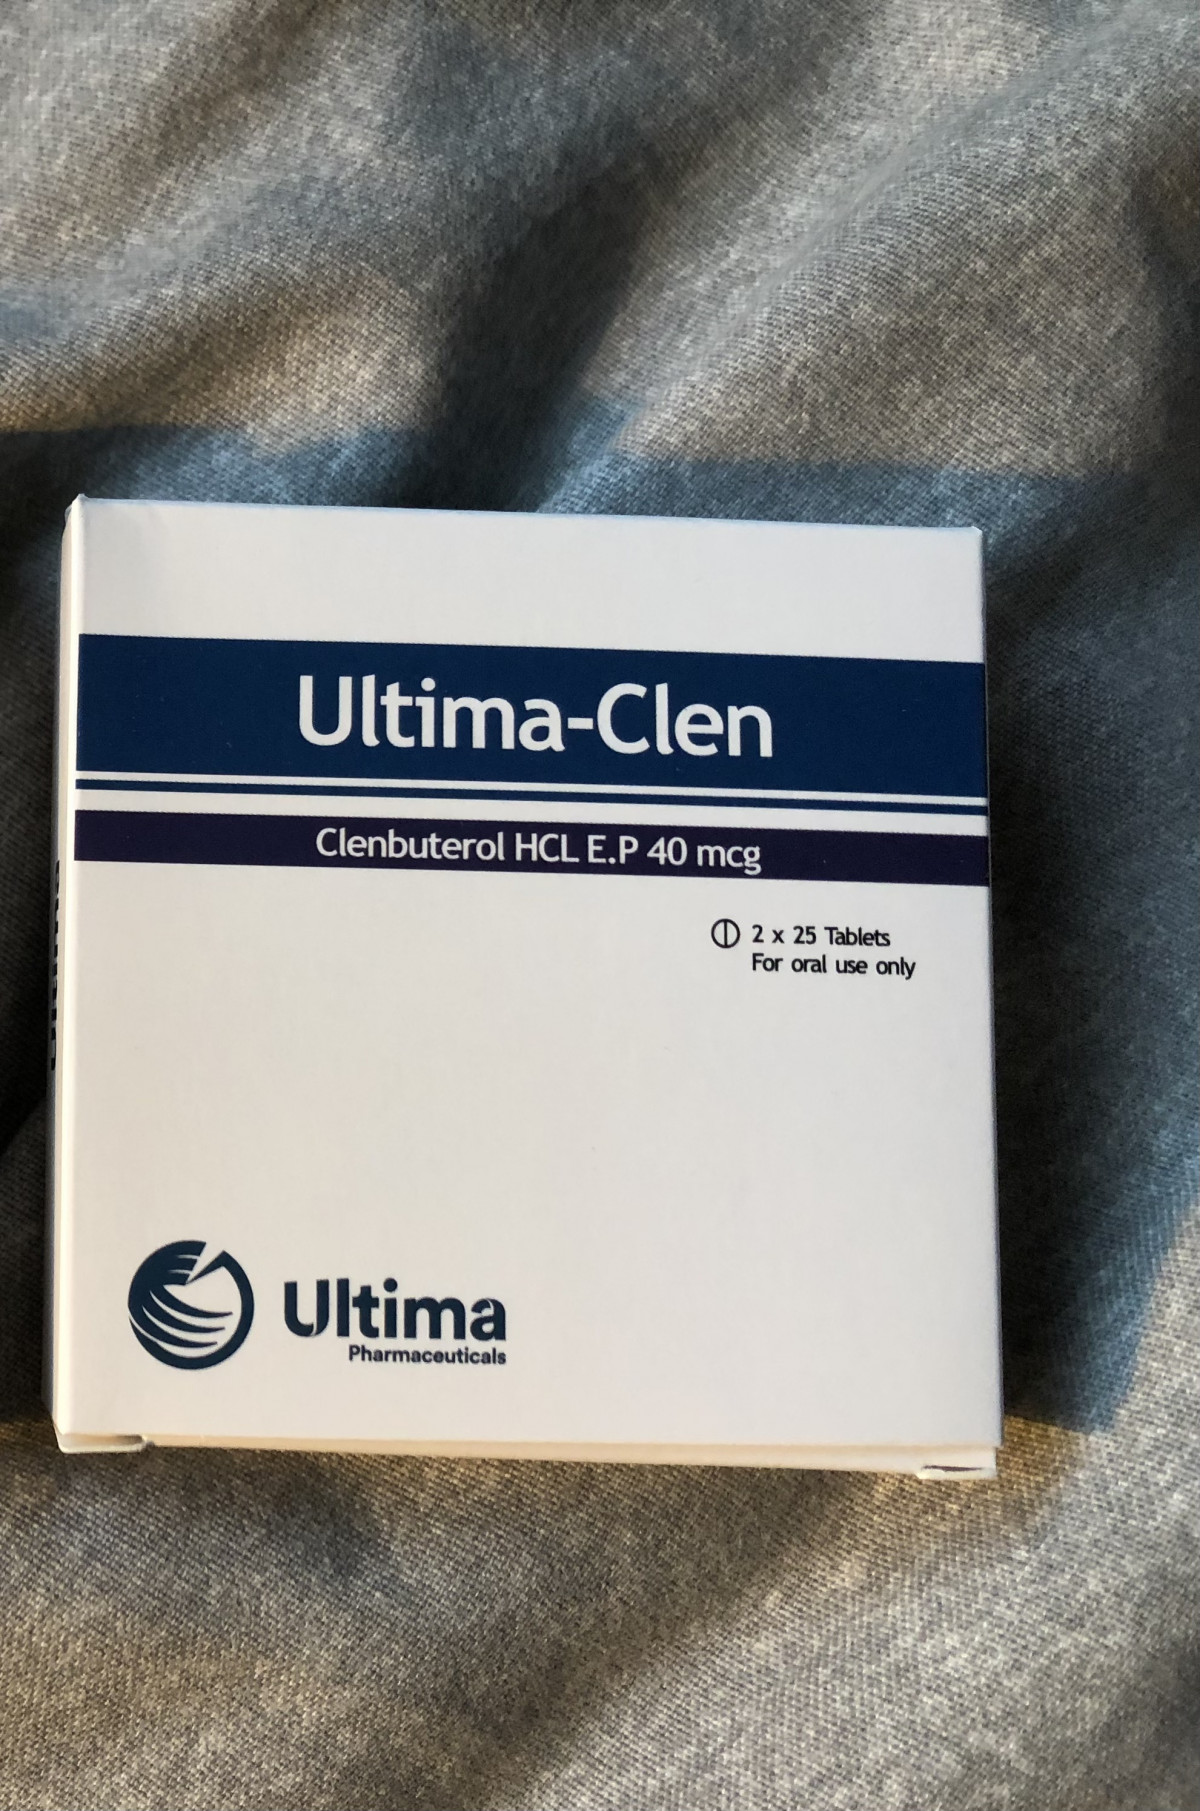 Ultima-Clen
Clenbuterol HCL E.P 40 mcg
2 x 25 Tablets
For oral use only
Ultima
Pharmaceuticals